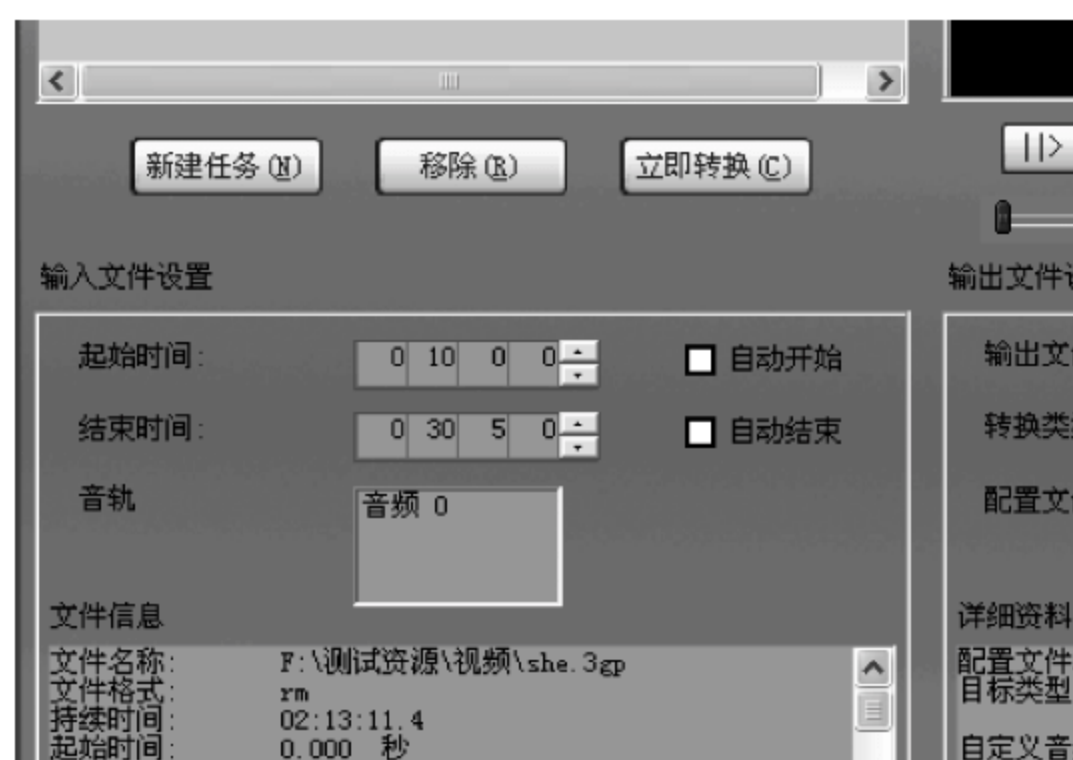 新建任务(N) 移除(R) 立即转换(C) ||>
输入文件设置 输出文件
起始时间: 0 10 0 0 自动开始 输出文
结束时间: 0 30 5 0 自动结束 转换类
音轨 音频 0 配置文
文件信息 详细资料
文件名称: F:\测试资源\视频\she.3gp 配置文件
文件格式: rm 目标类型
持续时间: 02:13:11.4
起始时间: 0.000 秒 自定义音